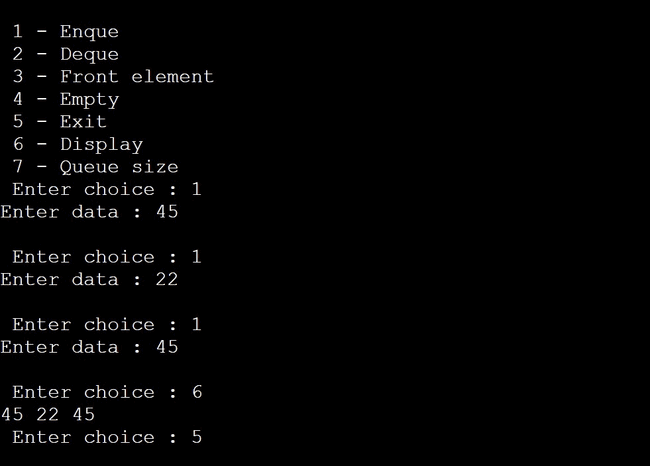 1 - Enque
2 - Deque
3 - Front element
4 - Empty
5 - Exit
6 - Display
7 - Queue size
Enter choice : 1
Enter data : 45
Enter choice : 1
Enter data : 22
Enter choice : 1
Enter data : 45
Enter choice : 6
45 22 45
Enter choice : 5